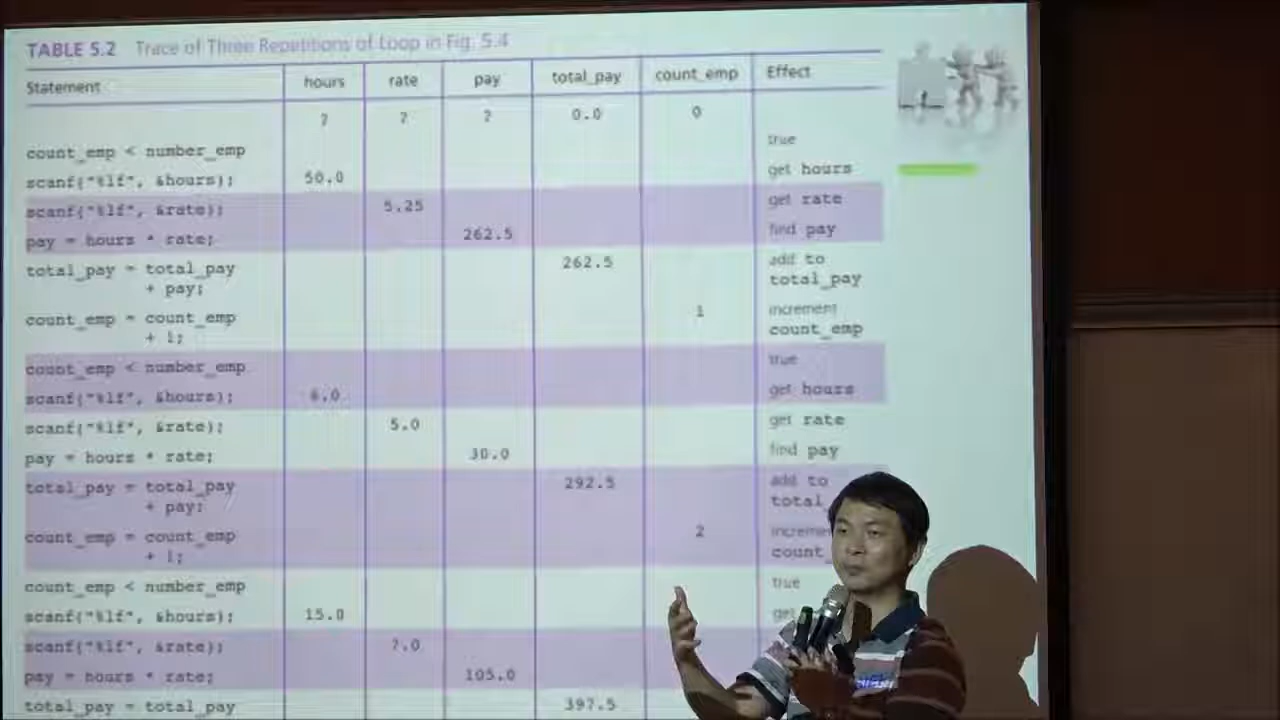 TABLE 5.2 Trace of Three Repetitions of Loop in Fig. 5.4
Statement hours rate pay total_pay count_emp Effect
? ? ? 0.0 0
count_emp < number_emp true
scanf("%lf", &hours); 50.0 get hours
scanf("%lf", &rate); 5.25 get rate
pay = hours * rate; 262.5 find pay
total_pay = total_pay 262.5 add to
+ pay; total_pay
count_emp = count_emp 1 increment
+ 1; count_emp
count_emp < number_emp true
scanf("%lf", &hours); 6.0 get hours
scanf("%lf", &rate); 5.0 get rate
pay = hours * rate; 30.0 find pay
total_pay = total_pay 292.5 add to
+ pay; total_
count_emp = count_emp 2 increme
+ 1; count_
count_emp < number_emp true
scanf("%lf", &hours); 15.0 get
scanf("%lf", &rate); 7.0
pay = hours * rate; 105.0
total_pay = total_pay 397.5